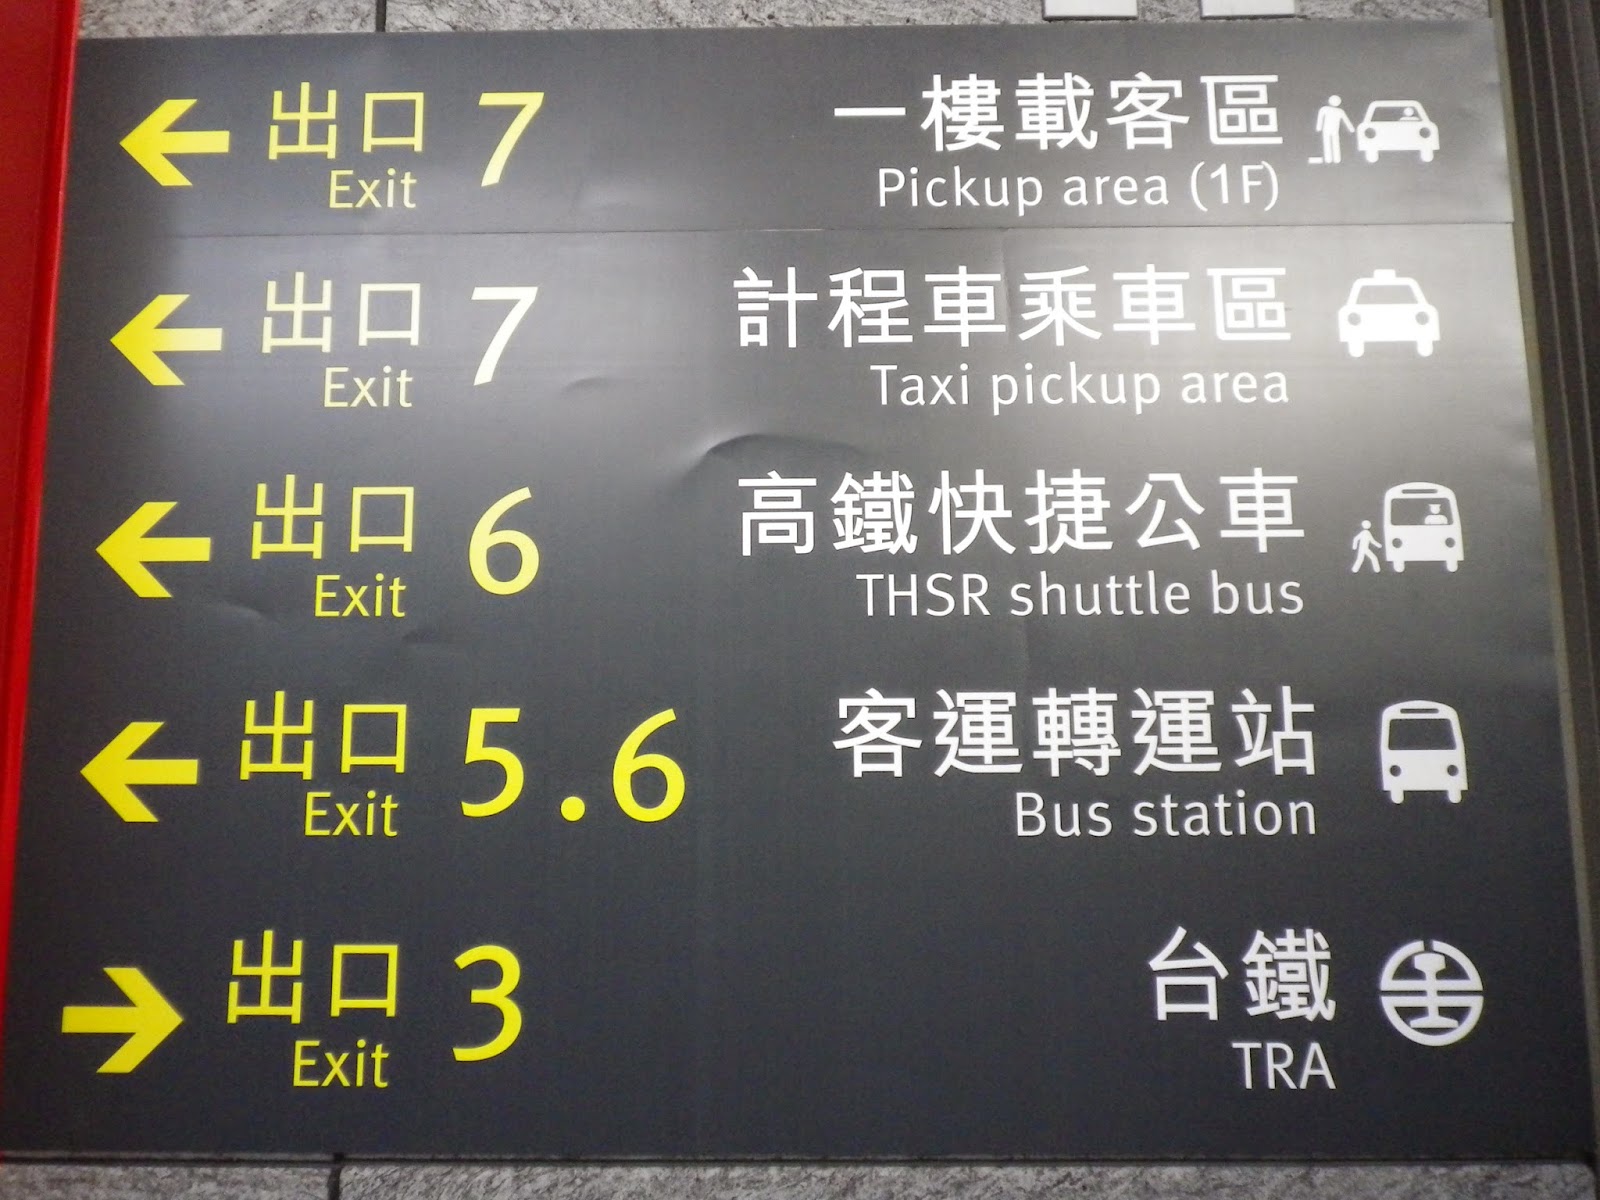 出口 7 一樓載客區
Exit Pickup area (1F)
出口 7 計程車乘車區
Exit Taxi pickup area
出口 6 高鐵快捷公車
Exit THSR shuttle bus
出口 5.6 客運轉運站
Exit Bus station
出口 3 台鐵
Exit TRA